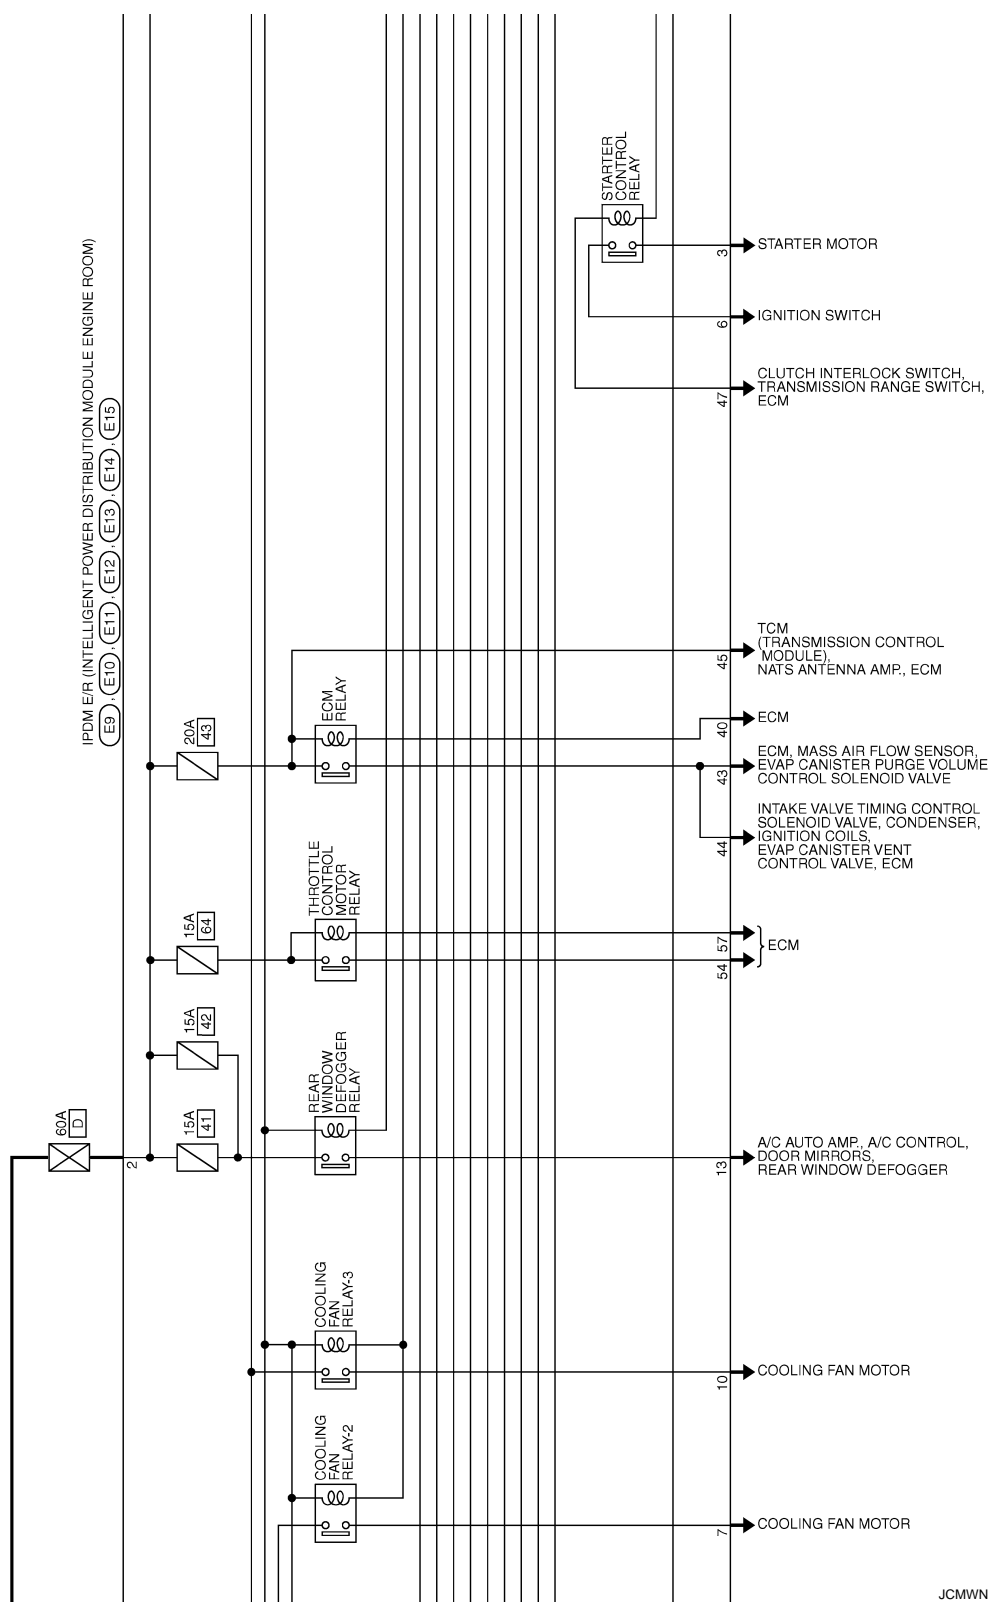 IPDM E/R (INTELLIGENT POWER DISTRIBUTION MODULE ENGINE ROOM)
E9 , E10 , E11 , E12 , E13 , E14 , E15
STARTER
CONTROL
RELAY
3
STARTER MOTOR
6
IGNITION SWITCH
47
CLUTCH INTERLOCK SWITCH,
TRANSMISSION RANGE SWITCH,
ECM
45
TCM
(TRANSMISSION CONTROL
MODULE),
NATS ANTENNA AMP., ECM
20A
43
ECM
RELAY
40
ECM
43
ECM, MASS AIR FLOW SENSOR,
EVAP CANISTER PURGE VOLUME
CONTROL SOLENOID VALVE
44
INTAKE VALVE TIMING CONTROL
SOLENOID VALVE, CONDENSER,
IGNITION COILS,
EVAP CANISTER VENT
CONTROL VALVE, ECM
15A
64
THROTTLE
CONTROL
MOTOR
RELAY
57
54
ECM
15A
42
60A
D
2
15A
41
REAR
WINDOW
DEFOGGER
RELAY
13
A/C AUTO AMP., A/C CONTROL,
DOOR MIRRORS,
REAR WINDOW DEFOGGER
COOLING
FAN
RELAY-3
10
COOLING FAN MOTOR
COOLING
FAN
RELAY-2
7
COOLING FAN MOTOR
JCMWN